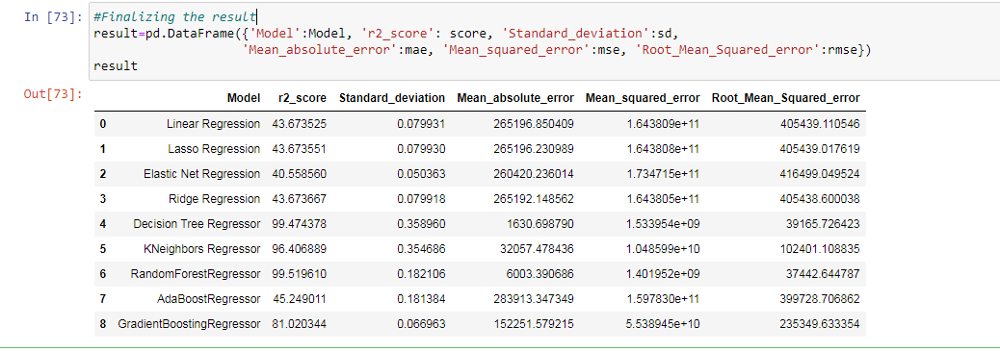 In [73]: #Finalizing the result
result=pd.DataFrame({'Model':Model, 'r2_score': score, 'Standard_deviation':sd,
'Mean_absolute_error':mae, 'Mean_squared_error':mse, 'Root_Mean_Squared_error':rmse})
result
Out[73]:
Model r2_score Standard_deviation Mean_absolute_error Mean_squared_error Root_Mean_Squared_error
0 Linear Regression 43.673525 0.079931 265196.850409 1.643809e+11 405439.110546
1 Lasso Regression 43.673551 0.079930 265196.230989 1.643808e+11 405439.017619
2 Elastic Net Regression 40.558560 0.050363 260420.236014 1.734715e+11 416499.049524
3 Ridge Regression 43.673667 0.079918 265192.148562 1.643805e+11 405438.600038
4 Decision Tree Regressor 99.474378 0.358960 1630.698790 1.533954e+09 39165.726423
5 KNeighbors Regressor 96.406889 0.354686 32057.478436 1.048599e+10 102401.108835
6 RandomForestRegressor 99.519610 0.182106 6003.390686 1.401952e+09 37442.644787
7 AdaBoostRegressor 45.249011 0.181384 283913.347349 1.597830e+11 399728.706862
8 GradientBoostingRegressor 81.020344 0.066963 152251.579215 5.538945e+10 235349.633354